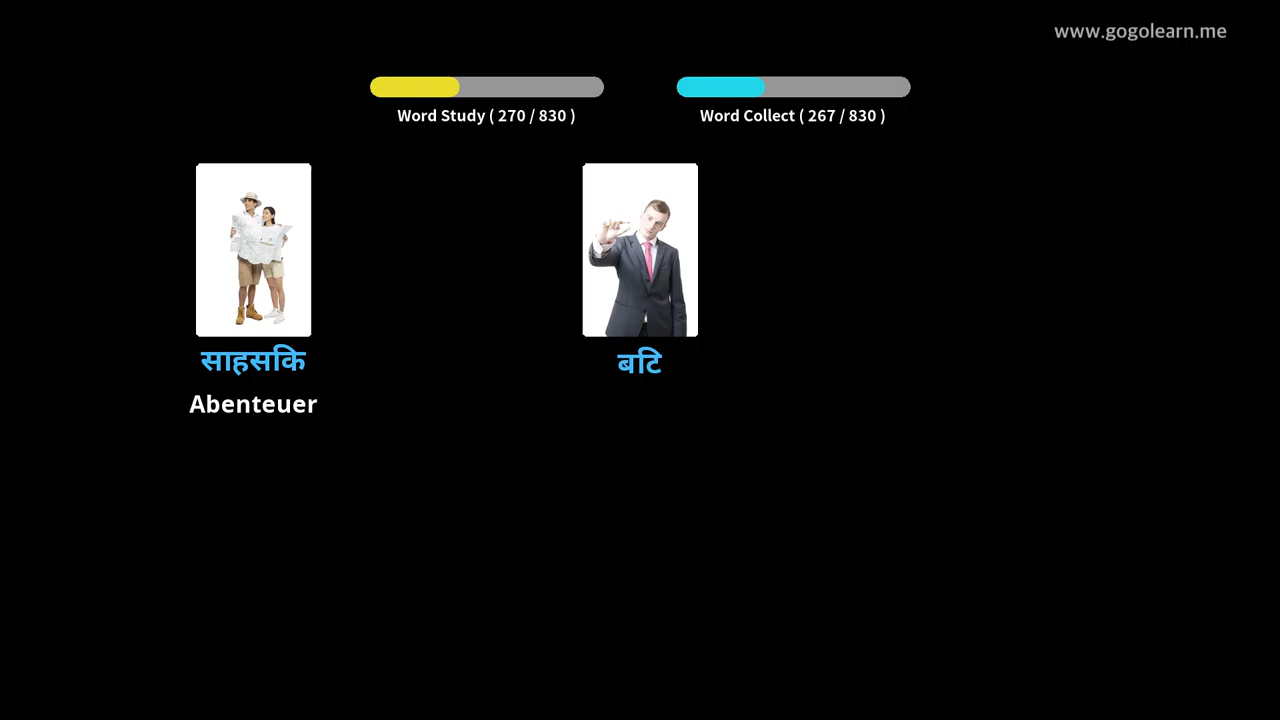 www.gogolearn.me
Word Study ( 270 / 830 )
Word Collect ( 267 / 830 )
साहसकि
बटि
Abenteuer